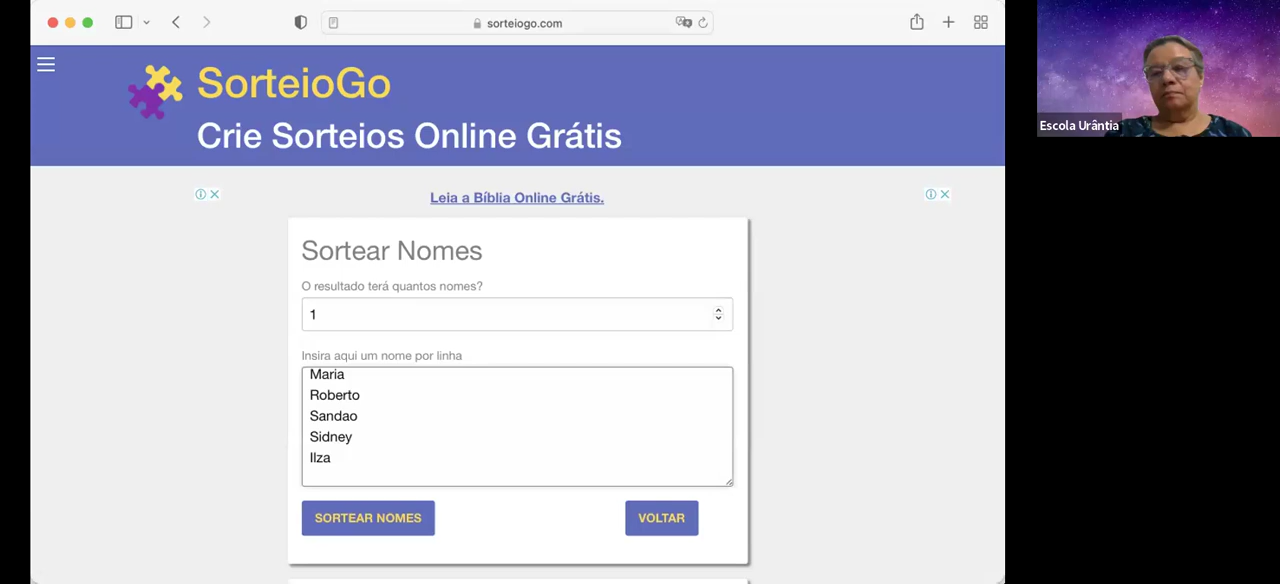 sorteiogo.com
SorteioGo
Crie Sorteios Online Grátis
Leia a Bíblia Online Grátis.
Sortear Nomes
O resultado terá quantos nomes?
1
Insira aqui um nome por linha
Maria
Roberto
Sandao
Sidney
Ilza
SORTEAR NOMES
VOLTAR
Escola Urântia